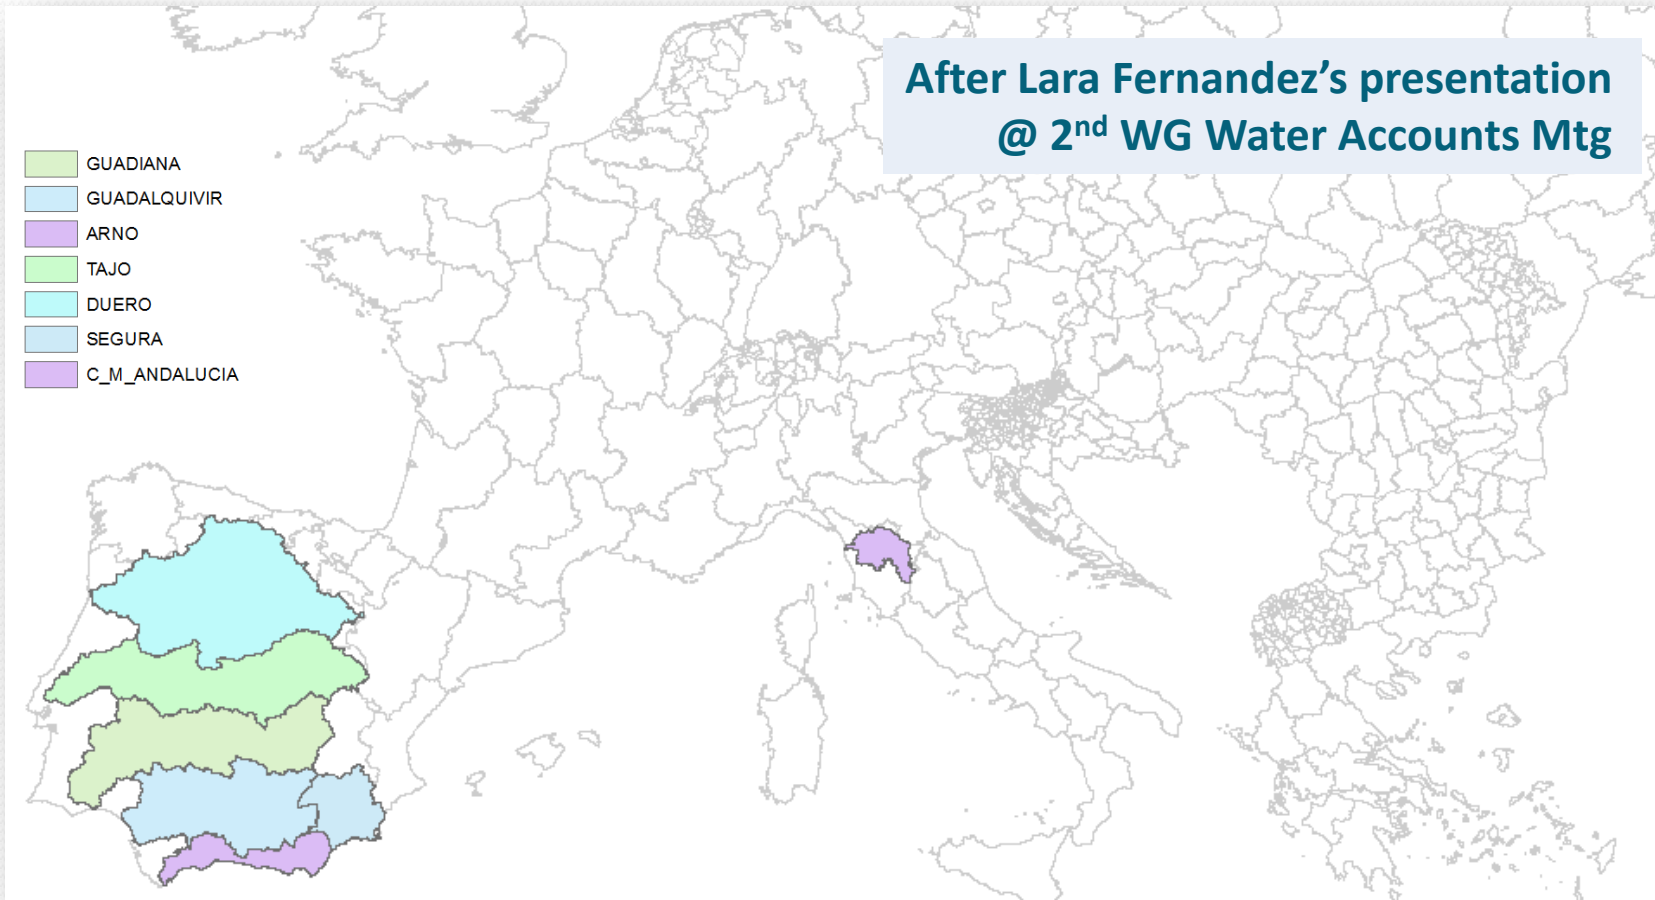 After Lara Fernandez’s presentation
@ 2nd WG Water Accounts Mtg
GUADIANA
GUADALQUIVIR
ARNO
TAJO
DUERO
SEGURA
C_M_ANDALUCIA